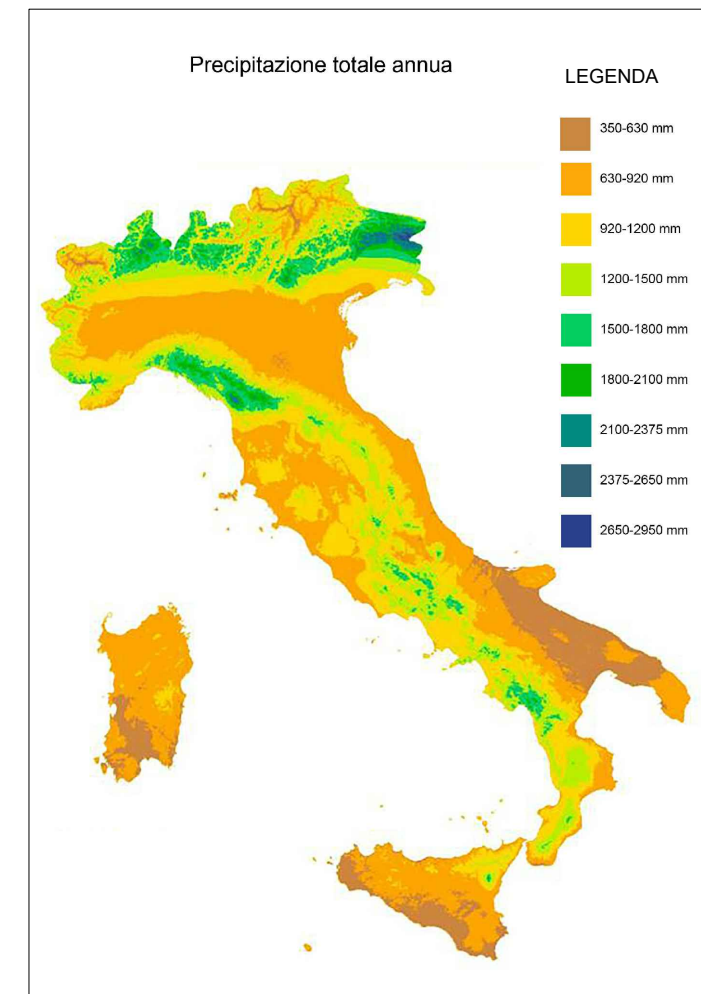 Precipitazione totale annua
LEGENDA
350-630 mm
630-920 mm
920-1200 mm
1200-1500 mm
1500-1800 mm
1800-2100 mm
2100-2375 mm
2375-2650 mm
2650-2950 mm